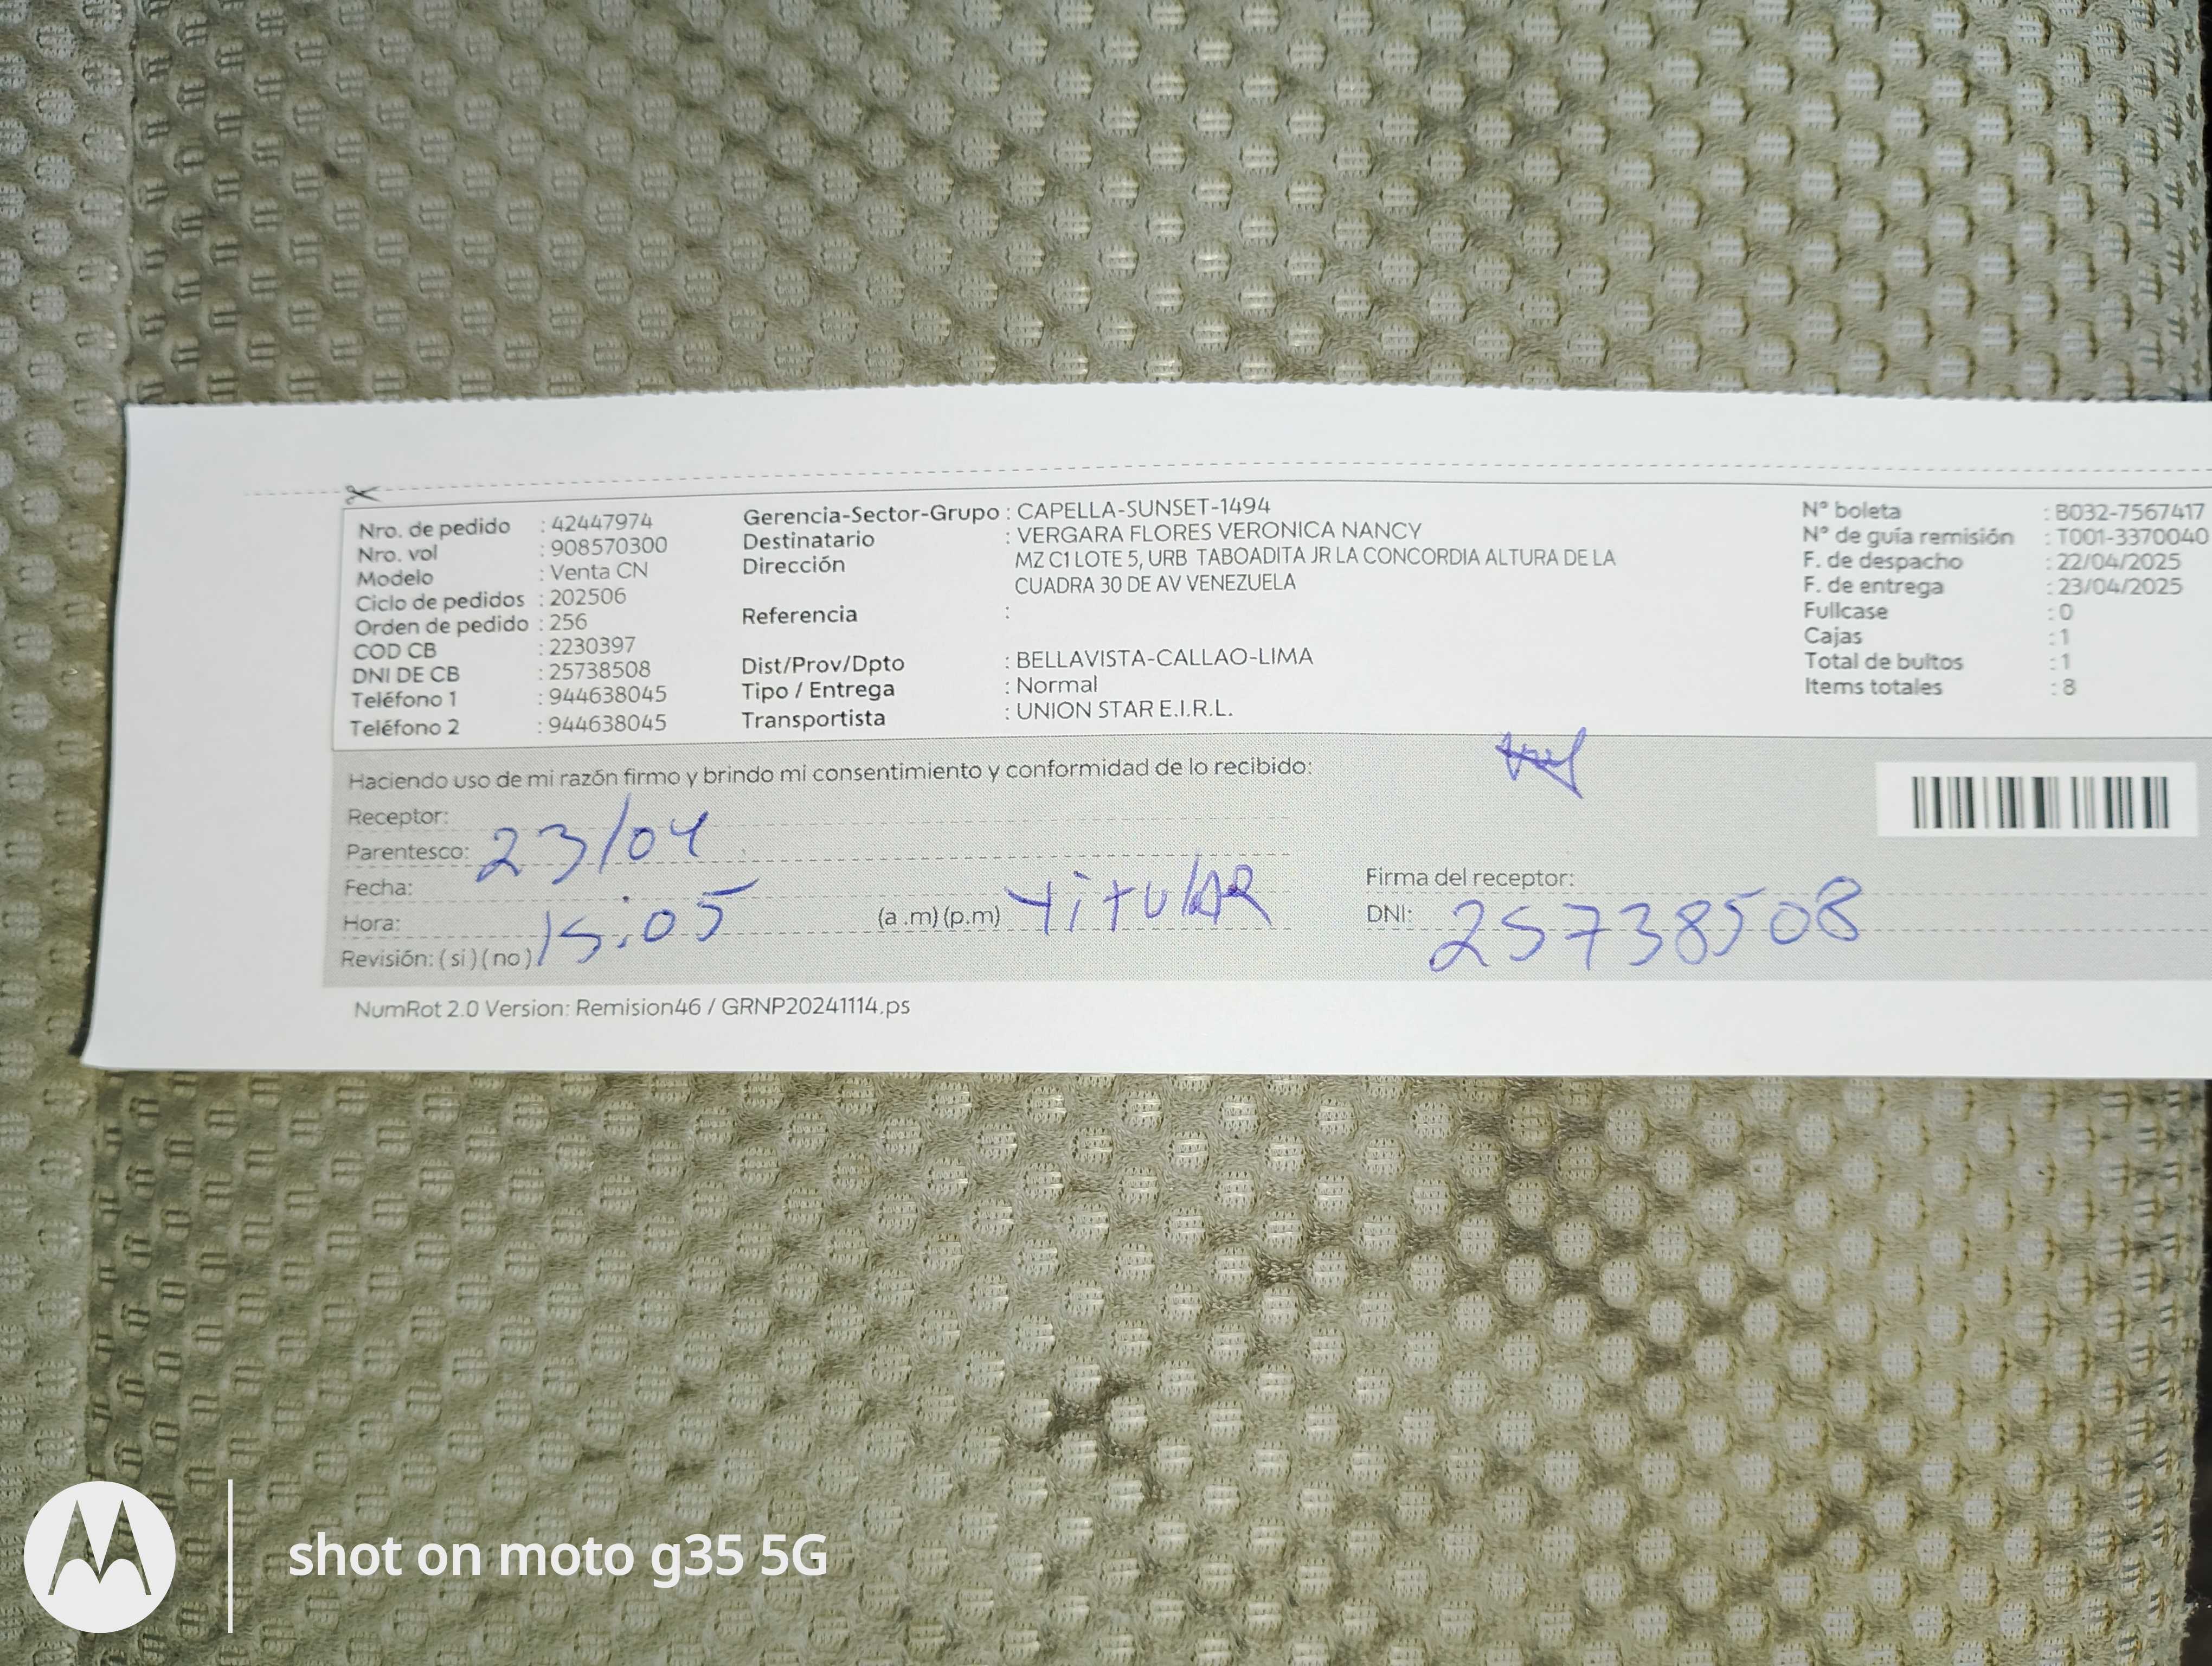 Nro. de pedido : 42447974
Nro. vol : 908570300
Modelo : Venta CN
Ciclo de pedidos : 202506
Orden de pedido : 256
COD CB : 2230397
DNI DE CB : 25738508
Teléfono 1 : 944638045
Teléfono 2 : 944638045
Gerencia-Sector-Grupo : CAPELLA-SUNSET-1494
Destinatario : VERGARA FLORES VERONICA NANCY
Dirección MZ C1 LOTE 5, URB TABOADITA JR LA CONCORDIA ALTURA DE LA
CUADRA 30 DE AV VENEZUELA
Referencia :
Dist/Prov/Dpto : BELLAVISTA-CALLAO-LIMA
Tipo / Entrega : Normal
Transportista : UNION STAR E.I.R.L.
N° boleta : B032-7567417
N° de guía remisión : T001-3370040
F. de despacho : 22/04/2025
F. de entrega : 23/04/2025
Fullcase : 0
Cajas : 1
Total de bultos : 1
Items totales : 8
Haciendo uso de mi razón firmo y brindo mi consentimiento y conformidad de lo recibido:
Receptor:
Parentesco: 23/04
Fecha:
Hora: 15:05 (a .m) (p.m) TitulAR
Revisión: ( si ) ( no )
Firma del receptor:
DNI: 25738508
NumRot 2.0 Version: Remision46 / GRNP20241114.ps
shot on moto g35 5G